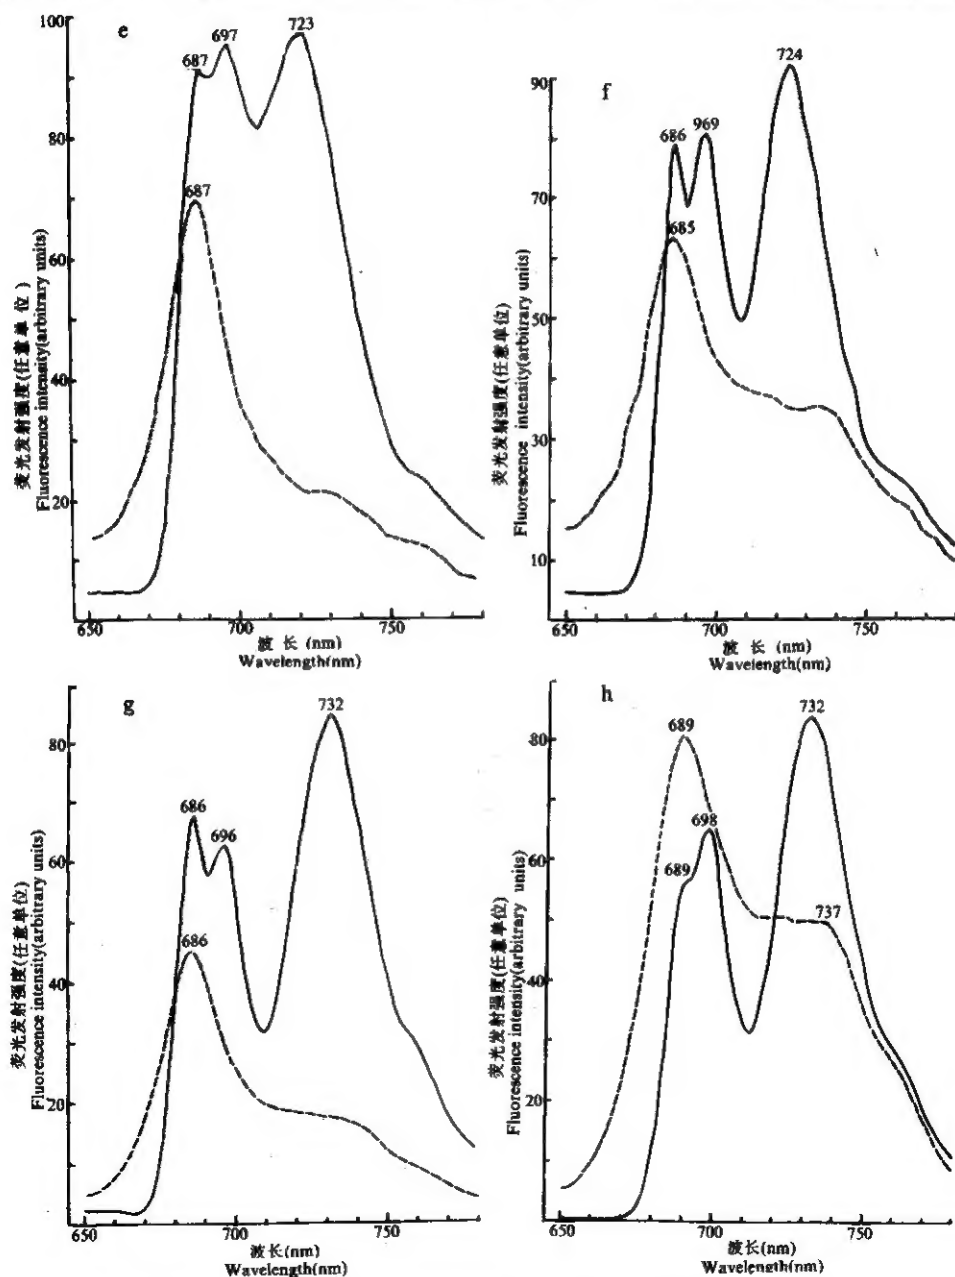 e
100
80
60
40
20
687
697
723
687
荧光发射强度(任意单位)
Fluorescence intensity(arbitrary units)
650
700
750
波长(nm)
Wavelength(nm)
f
90
70
50
30
10
686
969
724
685
荧光发射强度(任意单位)
Fluorescence intensity(arbitrary units)
650
700
750
波长(nm)
Wavelength(nm)
g
80
60
40
20
686
696
732
686
荧光发射强度(任意单位)
Fluorescence intensity(arbitrary units)
650
700
750
波长(nm)
Wavelength(nm)
h
80
60
40
20
689
698
689
732
737
荧光发射强度(任意单位)
Fluorescence intensity(arbitrary units)
650
700
750
波长(nm)
Wavelength(nm)